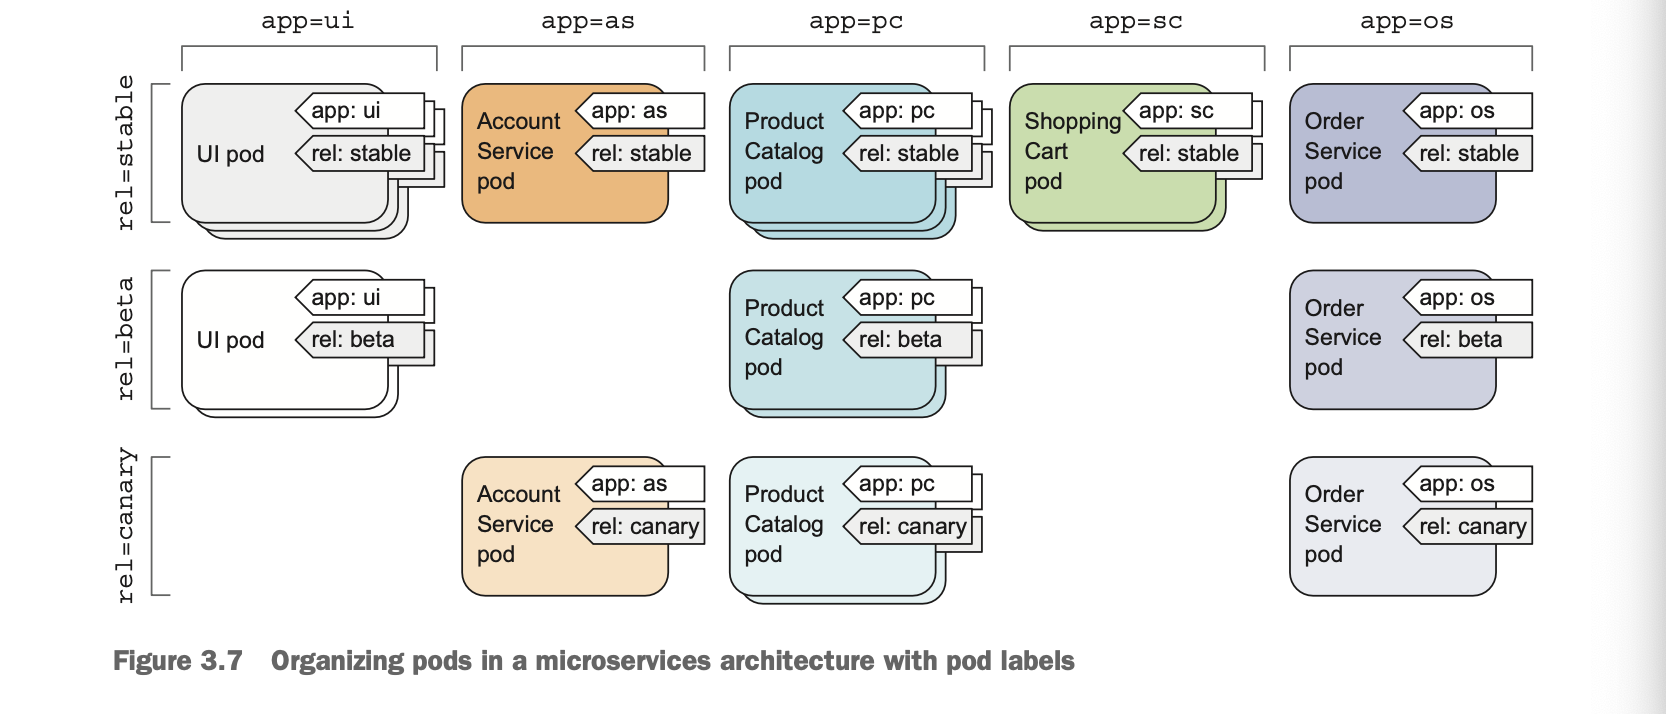 app=ui
app=as
app=pc
app=sc
app=os
rel=stable
UI pod
app: ui
rel: stable
Account
Service
pod
app: as
rel: stable
Product
Catalog
pod
app: pc
rel: stable
Shopping
Cart
pod
app: sc
rel: stable
Order
Service
pod
app: os
rel: stable
rel=beta
UI pod
app: ui
rel: beta
Product
Catalog
pod
app: pc
rel: beta
Order
Service
pod
app: os
rel: beta
rel=canary
Account
Service
pod
app: as
rel: canary
Product
Catalog
pod
app: pc
rel: canary
Order
Service
pod
app: os
rel: canary
Figure 3.7 Organizing pods in a microservices architecture with pod labels